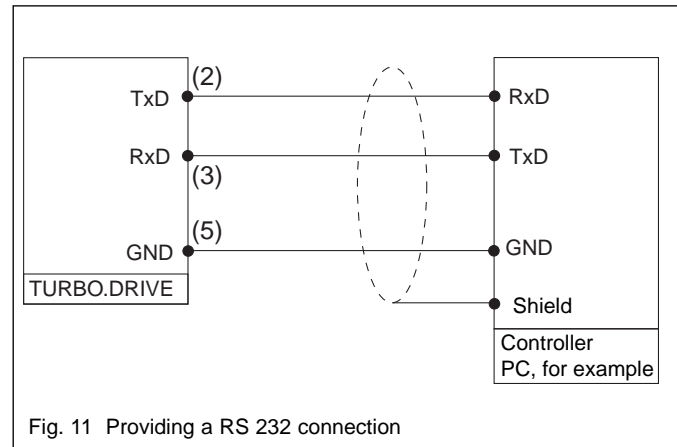 (2)
TxD
RxD
RxD
TxD
(3)
(5)
GND
GND
TURBO.DRIVE
Shield
Controller
PC, for example
Fig. 11 Providing a RS 232 connection